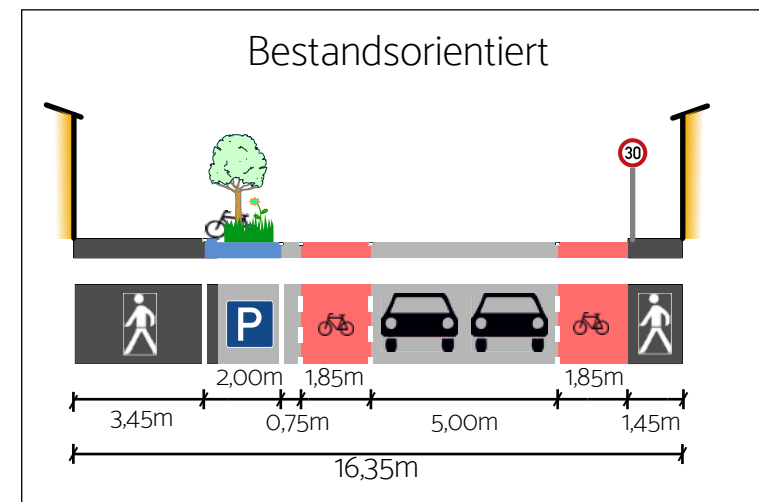 Bestandsorientiert
30
P
2,00m 1,85m 1,85m
3,45m 0,75m 5,00m 1,45m
16,35m